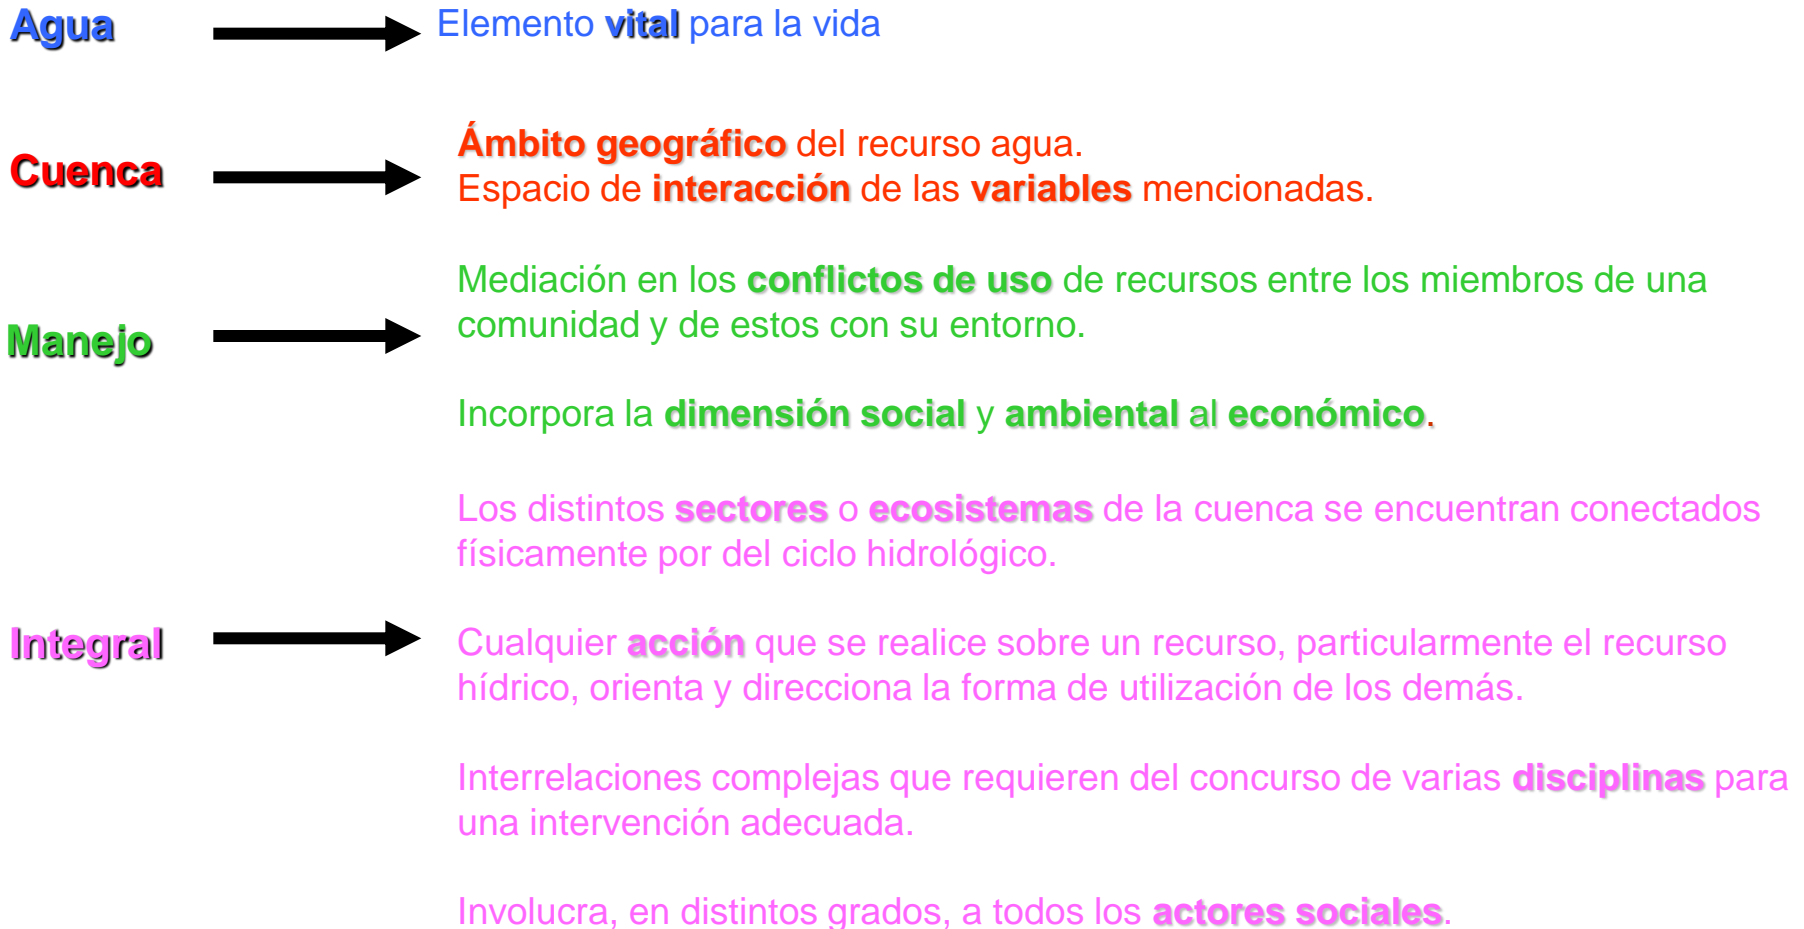 Agua
Elemento vital para la vida
Cuenca
Ámbito geográfico del recurso agua.
Espacio de interacción de las variables mencionadas.
Manejo
Mediación en los conflictos de uso de recursos entre los miembros de una
comunidad y de estos con su entorno.
Incorpora la dimensión social y ambiental al económico.
Integral
Los distintos sectores o ecosistemas de la cuenca se encuentran conectados
físicamente por del ciclo hidrológico.
Cualquier acción que se realice sobre un recurso, particularmente el recurso
hídrico, orienta y direcciona la forma de utilización de los demás.
Interrelaciones complejas que requieren del concurso de varias disciplinas para
una intervención adecuada.
Involucra, en distintos grados, a todos los actores sociales.